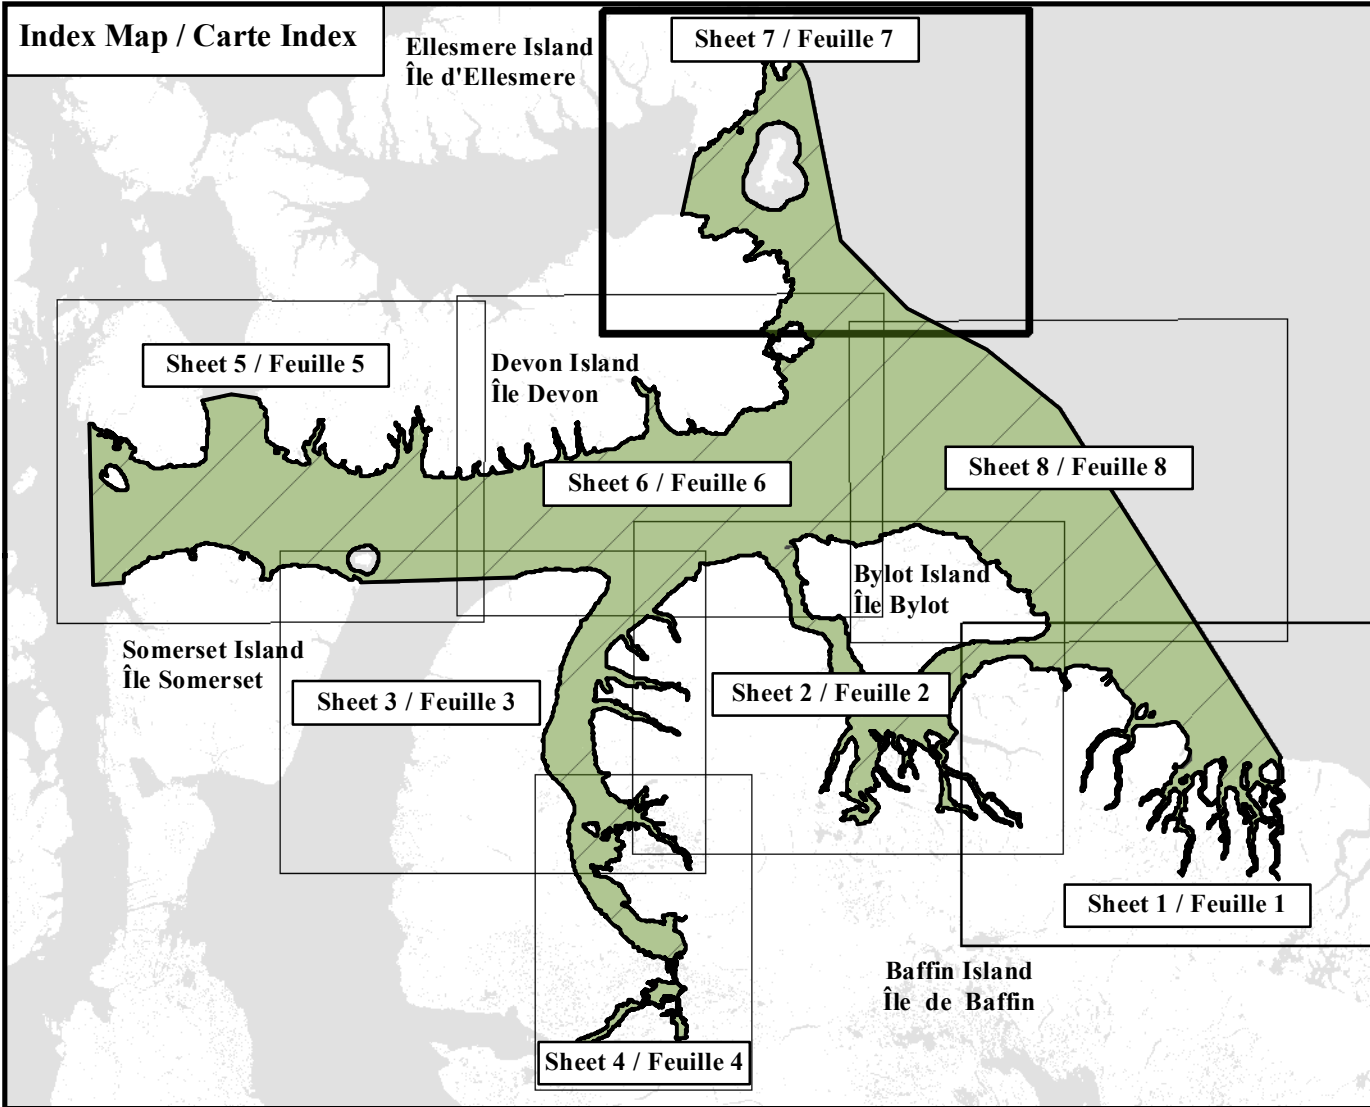 Index Map / Carte Index
Ellesmere Island
Île d'Ellesmere
Sheet 7 / Feuille 7
Sheet 5 / Feuille 5
Devon Island
Île Devon
Sheet 6 / Feuille 6
Sheet 8 / Feuille 8
Bylot Island
Île Bylot
Somerset Island
Île Somerset
Sheet 3 / Feuille 3
Sheet 2 / Feuille 2
Sheet 1 / Feuille 1
Baffin Island
Île de Baffin
Sheet 4 / Feuille 4